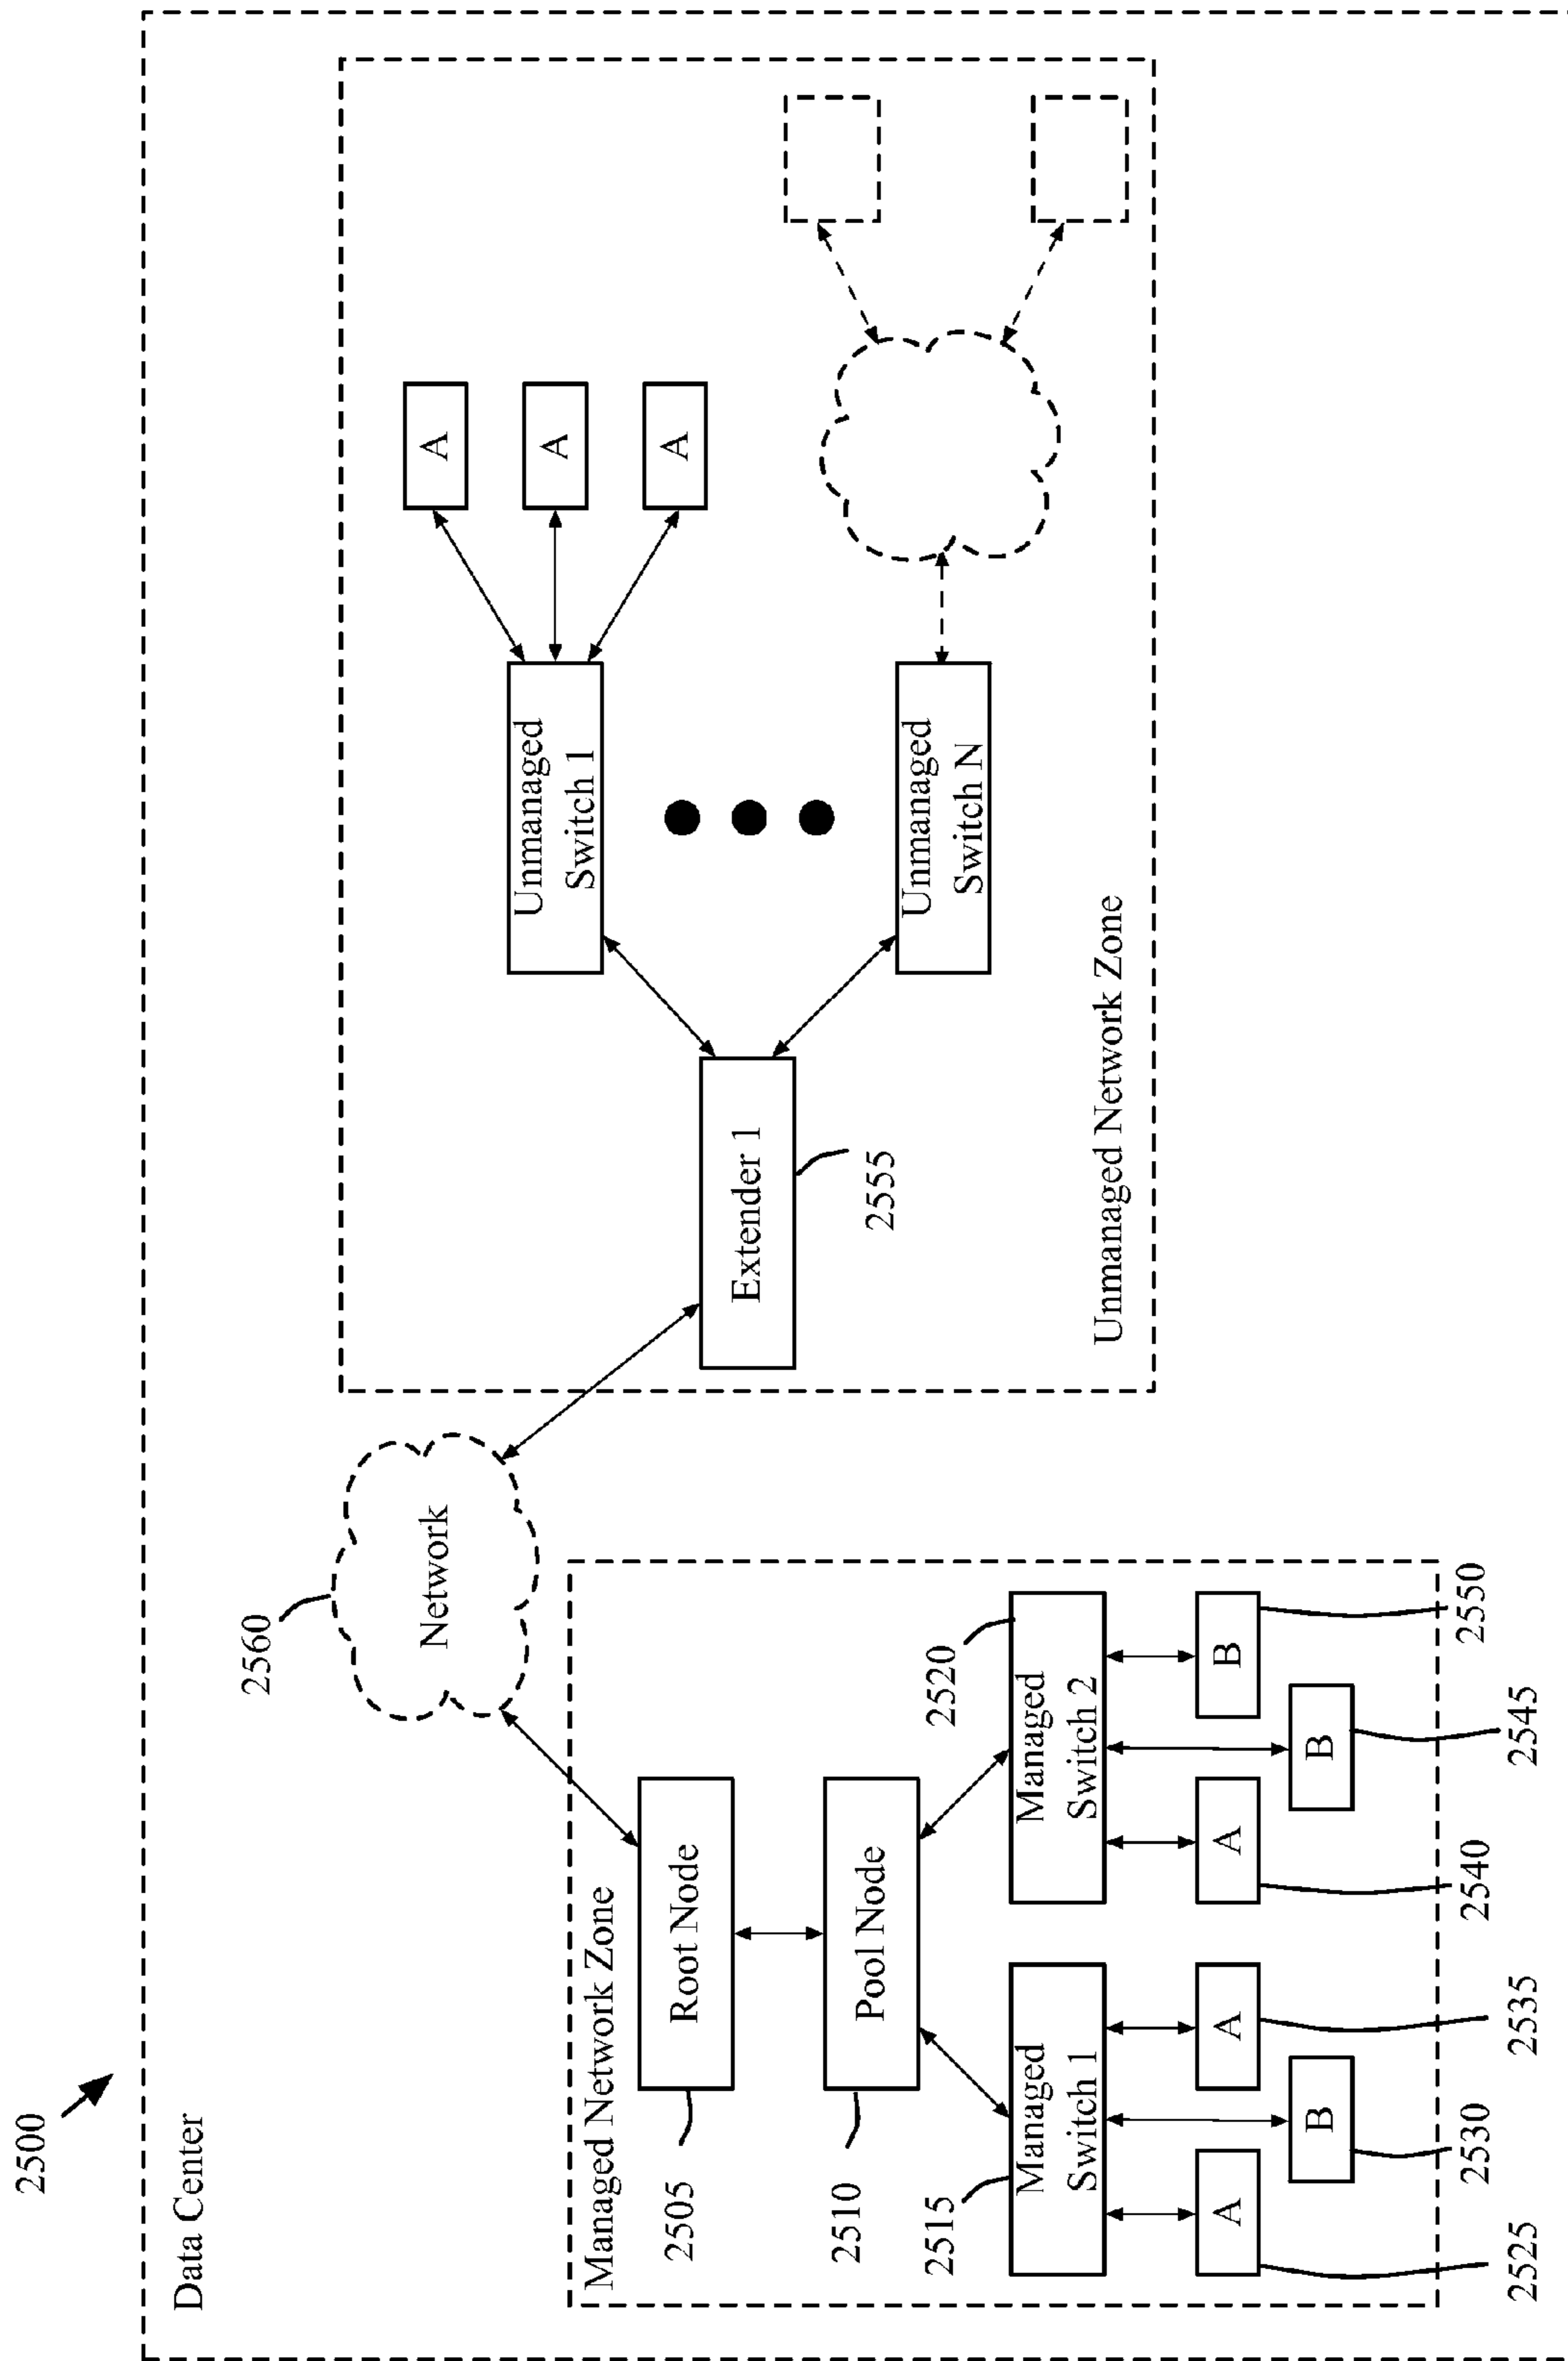 2500
Data Center
2560
Network
Managed Network Zone
Root Node
2505
Pool Node
2510
2515
Managed
Switch 1
2520
Managed
Switch 2
A
B
A
A
B
B
2525
2530
2535
2540
2545
2550
Extender 1
2555
Unmanaged
Switch 1
A
A
A
Unmanaged
Switch N
Unmanaged Network Zone